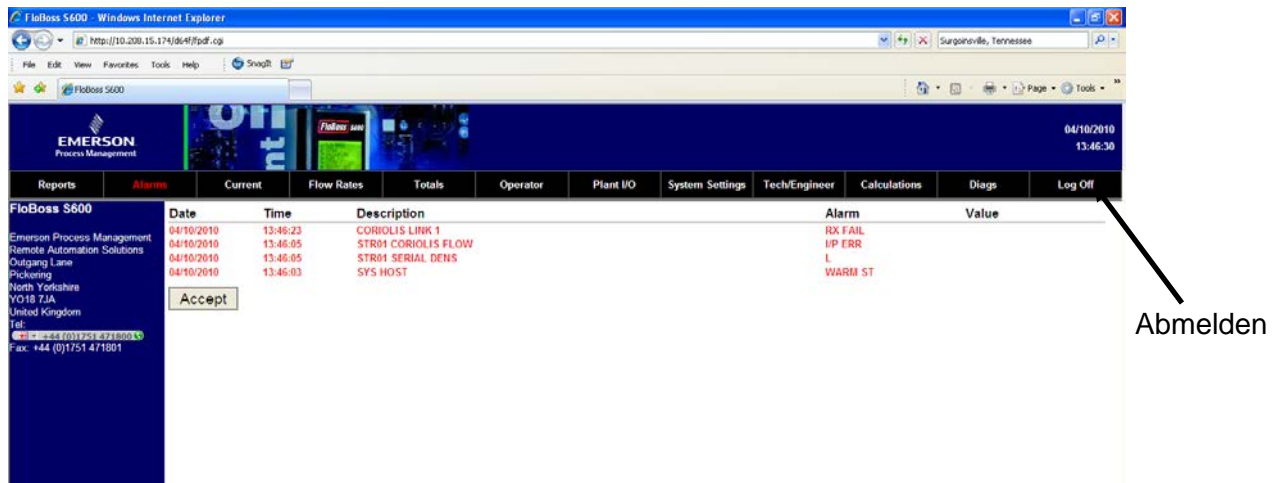 FloBoss S600 - Windows Internet Explorer
http://10.208.15.174/d64f/fpdf.cgi
Surgoinsville, Tennessee
File Edit View Favorites Tools Help SnagIt
FloBoss S600
Page Tools
EMERSON
Process Management
FloBoss S600
04/10/2010
13:46:30
Reports Alarms Current Flow Rates Totals Operator Plant I/O System Settings Tech/Engineer Calculations Diags Log Off
FloBoss S600
Emerson Process Management
Remote Automation Solutions
Outgang Lane
Pickering
North Yorkshire
YO18 7JA
United Kingdom
Tel:
+44 (0)1751 471800
Fax: +44 (0)1751 471801
Date Time Description Alarm Value
04/10/2010 13:46:23 CORIOLIS LINK 1 RX FAIL
04/10/2010 13:46:05 STR01 CORIOLIS FLOW I/P ERR
04/10/2010 13:46:05 STR01 SERIAL DENS L
04/10/2010 13:46:03 SYS HOST WARM ST
Accept
Abmelden